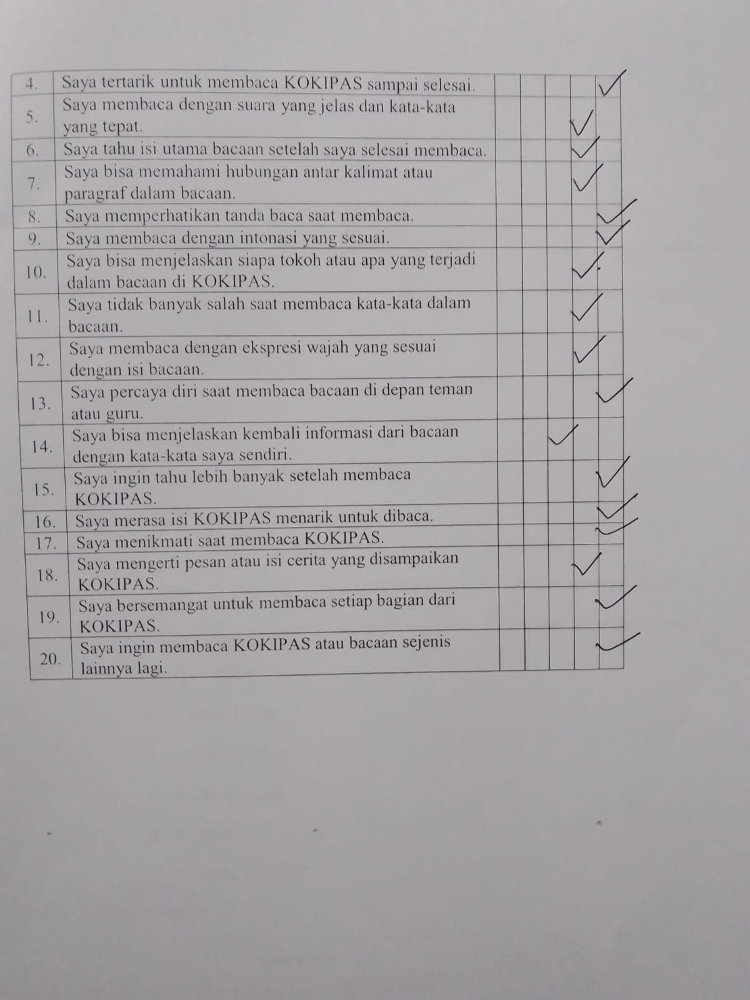 4. Saya tertarik untuk membaca KOKIPAS sampai selesai. ✓
5. Saya membaca dengan suara yang jelas dan kata-kata
yang tepat. ✓
6. Saya tahu isi utama bacaan setelah saya selesai membaca. ✓
7. Saya bisa memahami hubungan antar kalimat atau
paragraf dalam bacaan. ✓
8. Saya memperhatikan tanda baca saat membaca. ✓
9. Saya membaca dengan intonasi yang sesuai. ✓
10. Saya bisa menjelaskan siapa tokoh atau apa yang terjadi
dalam bacaan di KOKIPAS. ✓
11. Saya tidak banyak salah saat membaca kata-kata dalam
bacaan. ✓
12. Saya membaca dengan ekspresi wajah yang sesuai
dengan isi bacaan. ✓
13. Saya percaya diri saat membaca bacaan di depan teman
atau guru. ✓
14. Saya bisa menjelaskan kembali informasi dari bacaan
dengan kata-kata saya sendiri. ✓
15. Saya ingin tahu lebih banyak setelah membaca
KOKIPAS. ✓
16. Saya merasa isi KOKIPAS menarik untuk dibaca. ✓
17. Saya menikmati saat membaca KOKIPAS. ✓
18. Saya mengerti pesan atau isi cerita yang disampaikan
KOKIPAS. ✓
19. Saya bersemangat untuk membaca setiap bagian dari
KOKIPAS. ✓
20. Saya ingin membaca KOKIPAS atau bacaan sejenis
lainnya lagi. ✓